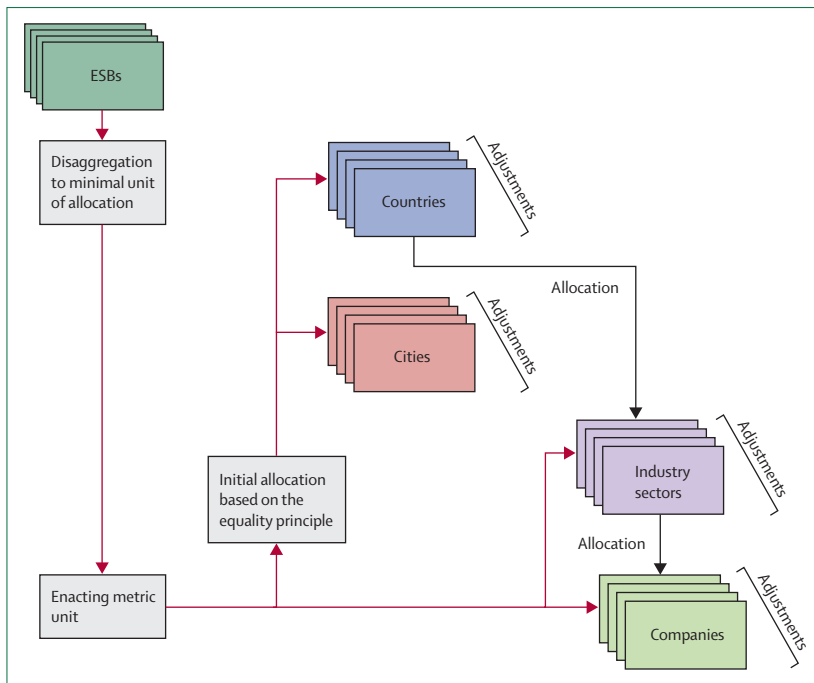 ESBs
Disaggregation
to minimal unit
of allocation
Adjustments
Countries
Allocation
Adjustments
Cities
Adjustments
Industry
sectors
Initial allocation
based on the
equality principle
Allocation
Enacting metric
unit
Adjustments
Companies